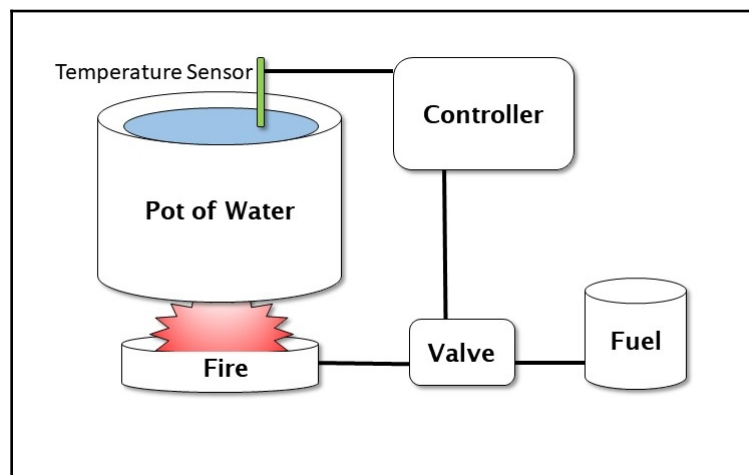 Temperature Sensor
Controller
Pot of Water
Fire
Valve
Fuel